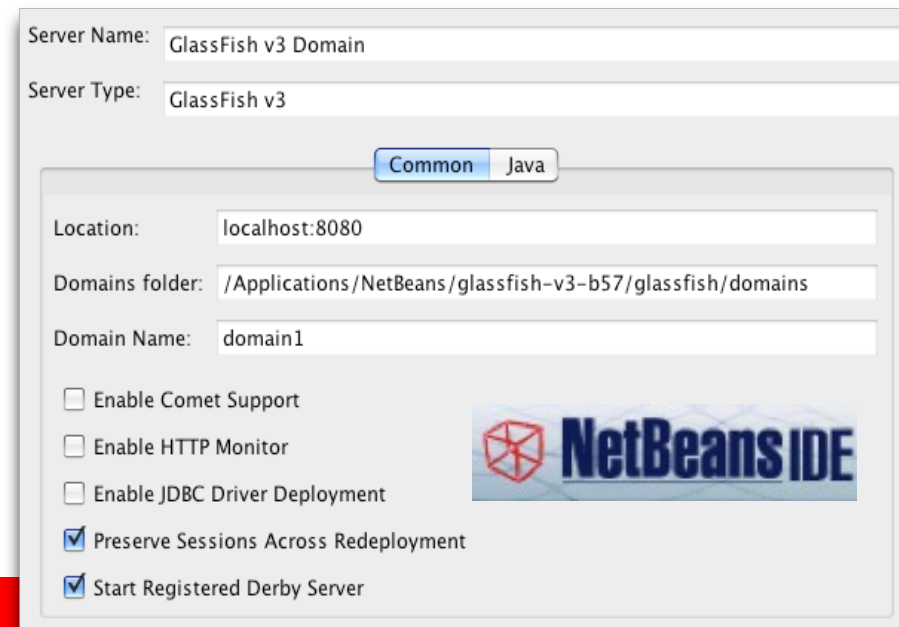 Server Name: GlassFish v3 Domain
Server Type: GlassFish v3
Common Java
Location: localhost:8080
Domains folder: /Applications/NetBeans/glassfish-v3-b57/glassfish/domains
Domain Name: domain1
Enable Comet Support
Enable HTTP Monitor
Enable JDBC Driver Deployment
Preserve Sessions Across Redeployment
Start Registered Derby Server
NetBeans IDE